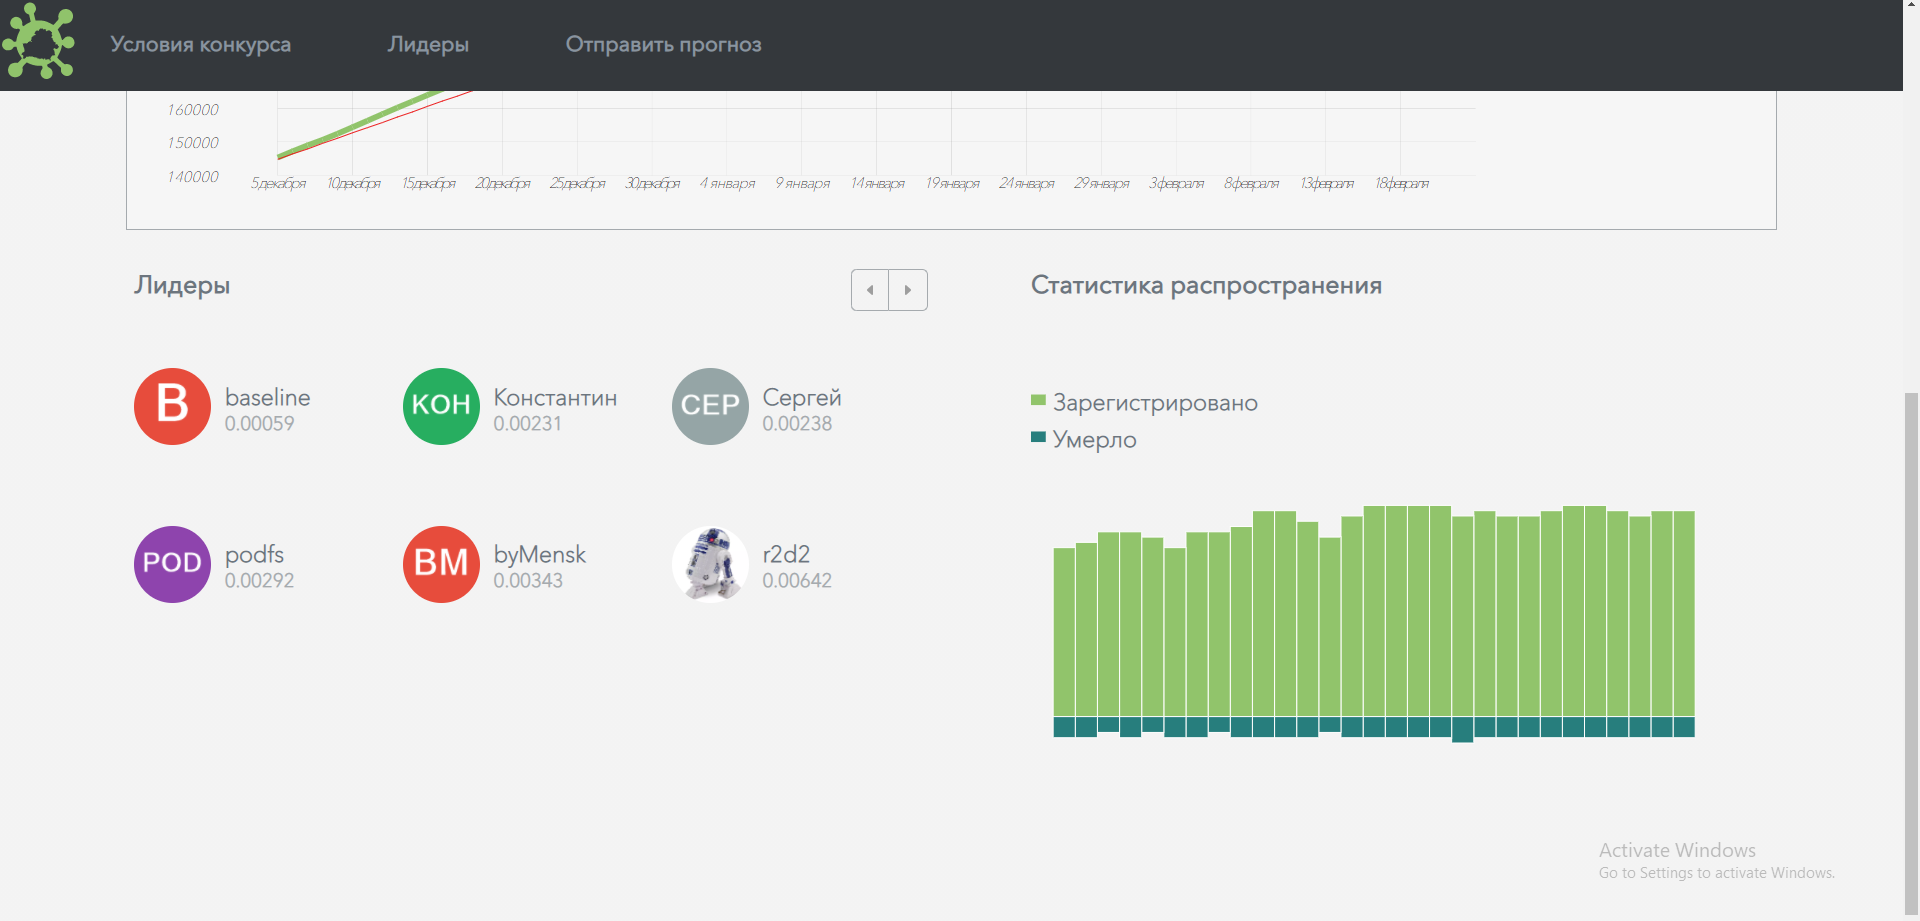 Условия конкурса
Лидеры
Отправить прогноз
160000
150000
140000
5 декабря 10 декабря 15 декабря 20 декабря 25 декабря 30 декабря 4 января 9 января 14 января 19 января 24 января 29 января 3 февраля 8 февраля 13 февраля 18 февраля
Лидеры
B
baseline
0.00059
КОН
Константин
0.00231
СЕР
Сергей
0.00238
POD
podfs
0.00292
BM
byMensk
0.00343
r2d2
0.00642
Статистика распространения
Зарегистрировано
Умерло
Activate Windows
Go to Settings to activate Windows.